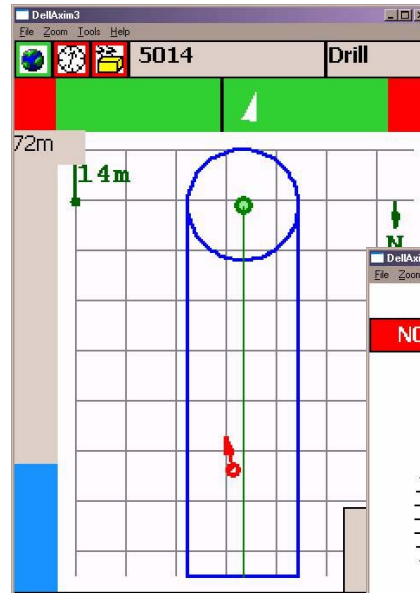 DellAxim3
File Zoom Tools Help
5014 Drill
72m
14m
N
DellAxi
File Zoom
NO